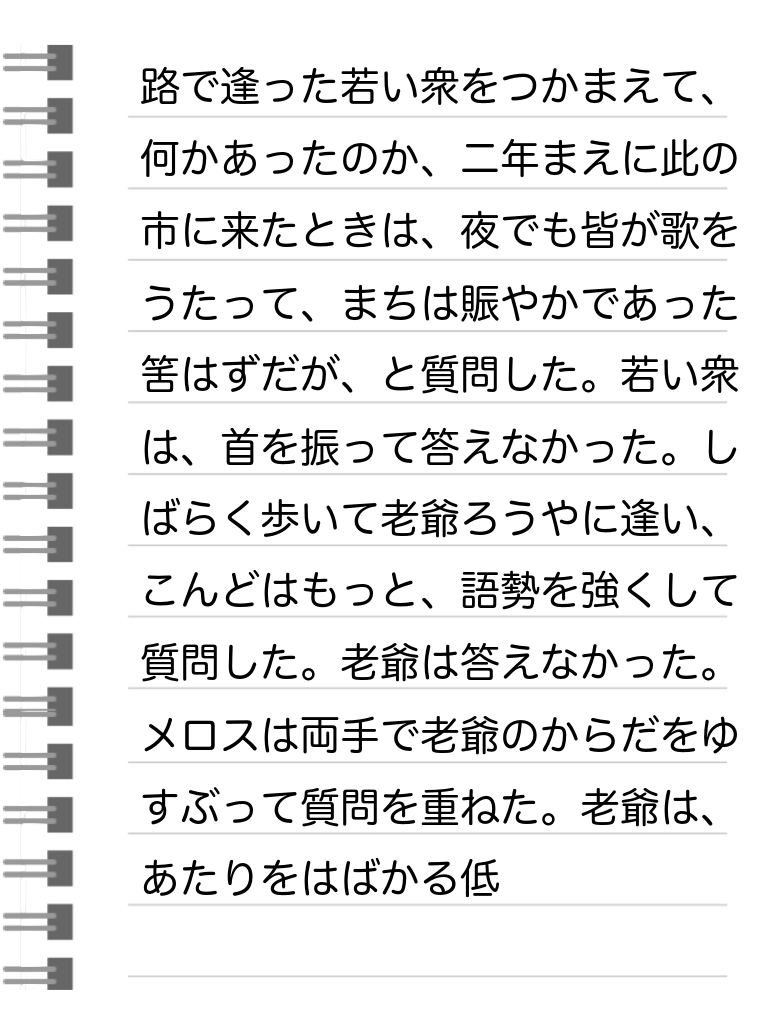 路で逢った若い衆をつかまえて、
何かあったのか、二年まえに此の
市に来たときは、夜でも皆が歌を
うたって、まちは賑やかであった
筈はずだが、と質問した。若い衆
は、首を振って答えなかった。し
ばらく歩いて老爺ろうやに逢い、
こんどはもっと、語勢を強くして
質問した。老爺は答えなかった。
メロスは両手で老爺のからだをゆ
すぶって質問を重ねた。老爺は、
あたりをはばかる低